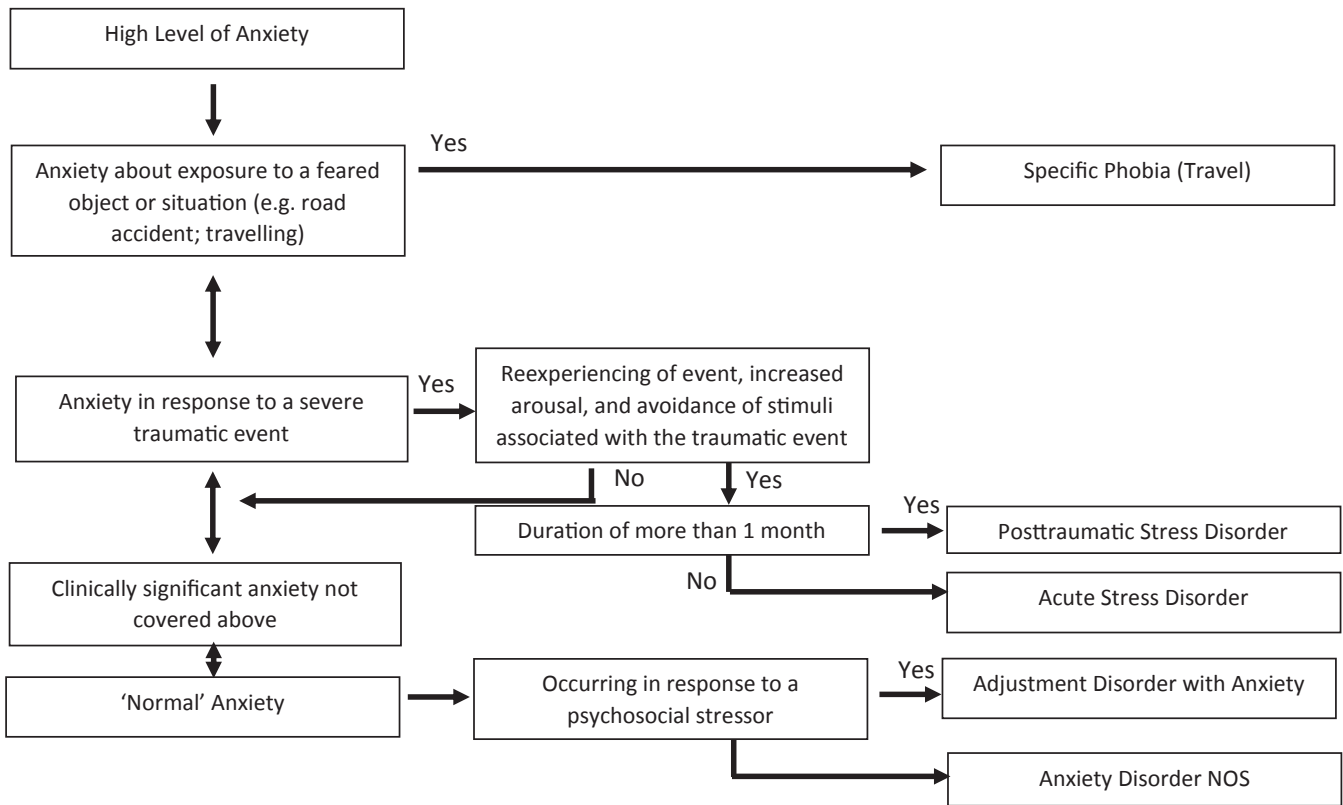 High Level of Anxiety
Yes
Anxiety about exposure to a feared
object or situation (e.g. road
accident; travelling)
Specific Phobia (Travel)
Anxiety in response to a severe
traumatic event
Yes
Reexperiencing of event, increased
arousal, and avoidance of stimuli
associated with the traumatic event
No
Yes
Duration of more than 1 month
Yes
Posttraumatic Stress Disorder
No
Acute Stress Disorder
Clinically significant anxiety not
covered above
‘Normal’ Anxiety
Occurring in response to a
psychosocial stressor
Yes
Adjustment Disorder with Anxiety
Anxiety Disorder NOS